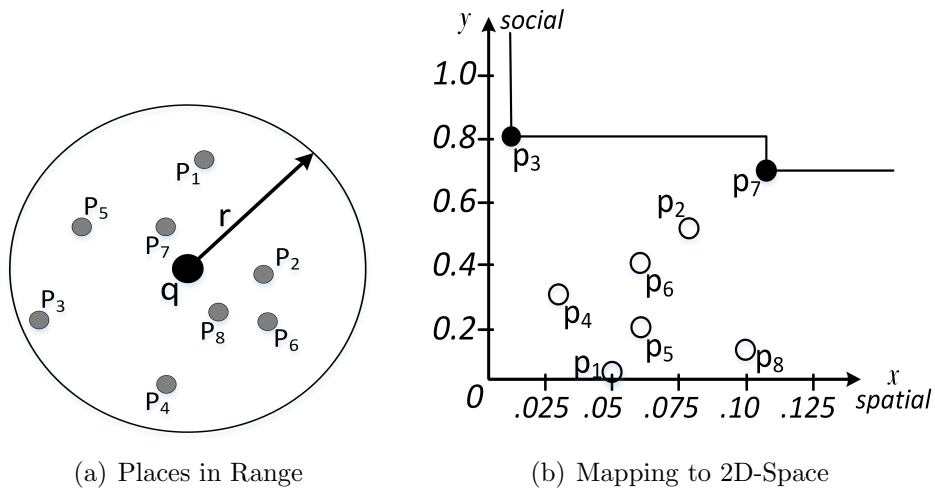 P1
P5
r
P7
P2
q
P3
P8
P6
P4
(a) Places in Range
y social
1.0
0.8
p3
p7
0.6
p2
0.4
p6
p4
0.2
p5
p1
p8
x
0 .025 .05 .075 .10 .125 spatial
(b) Mapping to 2D-Space